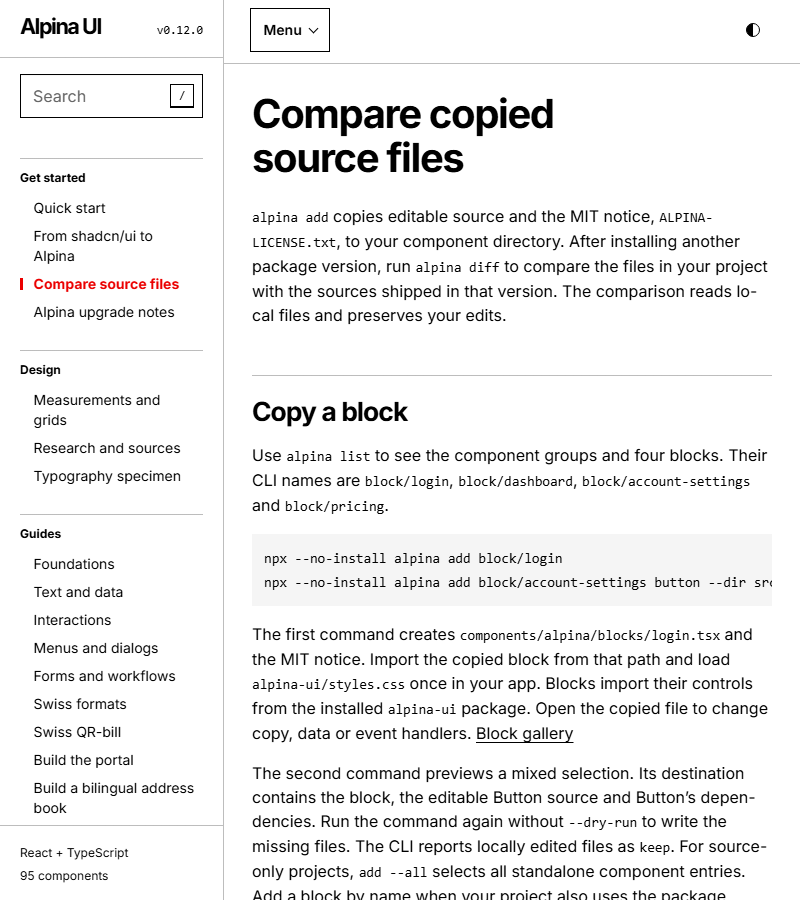 Alpina UI
v0.12.0
Search
/
Get started
Quick start
From shadcn/ui to
Alpina
Compare source files
Alpina upgrade notes
Design
Measurements and
grids
Research and sources
Typography specimen
Guides
Foundations
Text and data
Interactions
Menus and dialogs
Forms and workflows
Swiss formats
Swiss QR-bill
Build the portal
Build a bilingual address
book
React + TypeScript
95 components
Menu
Compare copied
source files
alpina add copies editable source and the MIT notice, ALPINA-
LICENSE.txt, to your component directory. After installing another
package version, run alpina diff to compare the files in your project
with the sources shipped in that version. The comparison reads lo-
cal files and preserves your edits.
Copy a block
Use alpina list to see the component groups and four blocks. Their
CLI names are block/login, block/dashboard, block/account-settings
and block/pricing.
npx --no-install alpina add block/login
npx --no-install alpina add block/account-settings button --dir src
The first command creates components/alpina/blocks/login.tsx and
the MIT notice. Import the copied block from that path and load
alpina-ui/styles.css once in your app. Blocks import their controls
from the installed alpina-ui package. Open the copied file to change
copy, data or event handlers. Block gallery
The second command previews a mixed selection. Its destination
contains the block, the editable Button source and Button’s depen-
dencies. Run the command again without --dry-run to write the
missing files. The CLI reports locally edited files as keep. For source-
only projects, add --all selects all standalone component entries.
Add a block by name when your project also uses the package